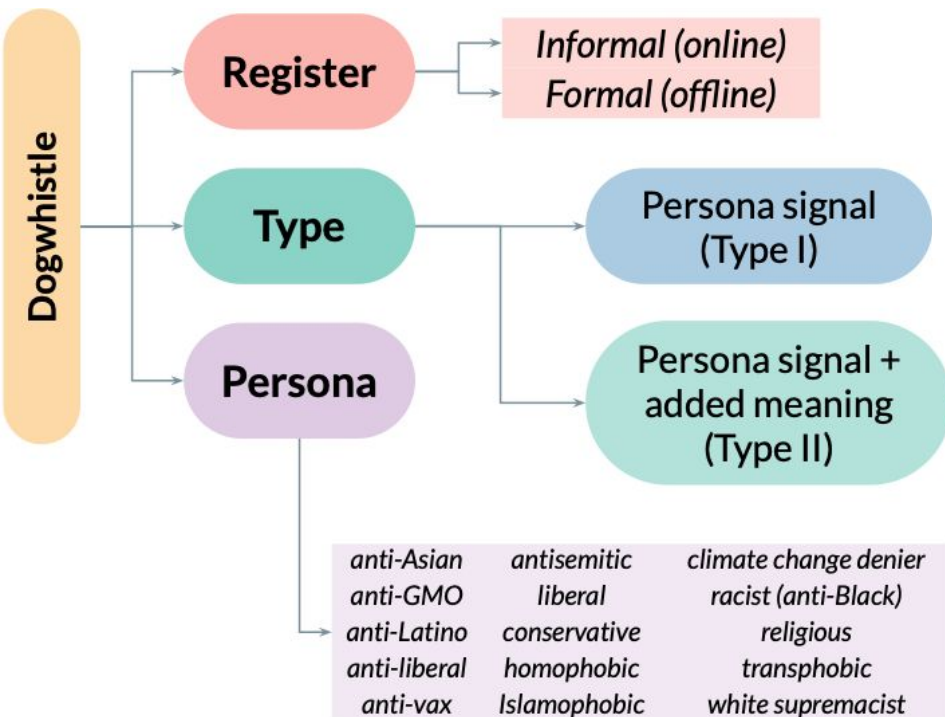 Dogwhistle
Register
Informal (online)
Formal (offline)
Type
Persona signal
(Type I)
Persona signal +
added meaning
(Type II)
Persona
anti-Asian antisemitic climate change denier
anti-GMO liberal racist (anti-Black)
anti-Latino conservative religious
anti-liberal homophobic transphobic
anti-vax Islamophobic white supremacist